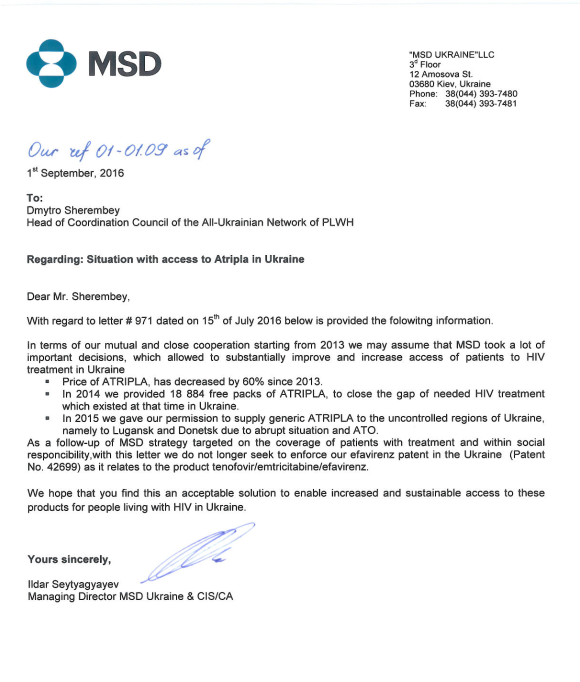 MSD
"MSD UKRAINE"LLC
3rd Floor
12 Amosova St.
03680 Kiev, Ukraine
Phone: 38(044) 393-7480
Fax: 38(044) 393-7481
Our ref 01-01.09 as of
1st September, 2016
To:
Dmytro Sherembey
Head of Coordination Council of the All-Ukrainian Network of PLWH
Regarding: Situation with access to Atripla in Ukraine
Dear Mr. Sherembey,
With regard to letter # 971 dated on 15th of July 2016 below is provided the folowitng information.
In terms of our mutual and close cooperation starting from 2013 we may assume that MSD took a lot of
important decisions, which allowed to substantially improve and increase access of patients to HIV
treatment in Ukraine
▪ Price of ATRIPLA, has decreased by 60% since 2013.
▪ In 2014 we provided 18 884 free packs of ATRIPLA, to close the gap of needed HIV treatment
which existed at that time in Ukraine.
▪ In 2015 we gave our permission to supply generic ATRIPLA to the uncontrolled regions of Ukraine,
namely to Lugansk and Donetsk due to abrupt situation and ATO.
As a follow-up of MSD strategy targeted on the coverage of patients with treatment and within social
responcibility,with this letter we do not longer seek to enforce our efavirenz patent in the Ukraine (Patent
No. 42699) as it relates to the product tenofovir/emtricitabine/efavirenz.
We hope that you find this an acceptable solution to enable increased and sustainable access to these
products for people living with HIV in Ukraine.
Yours sincerely,
Ildar Seytyagyayev
Managing Director MSD Ukraine & CIS/CA